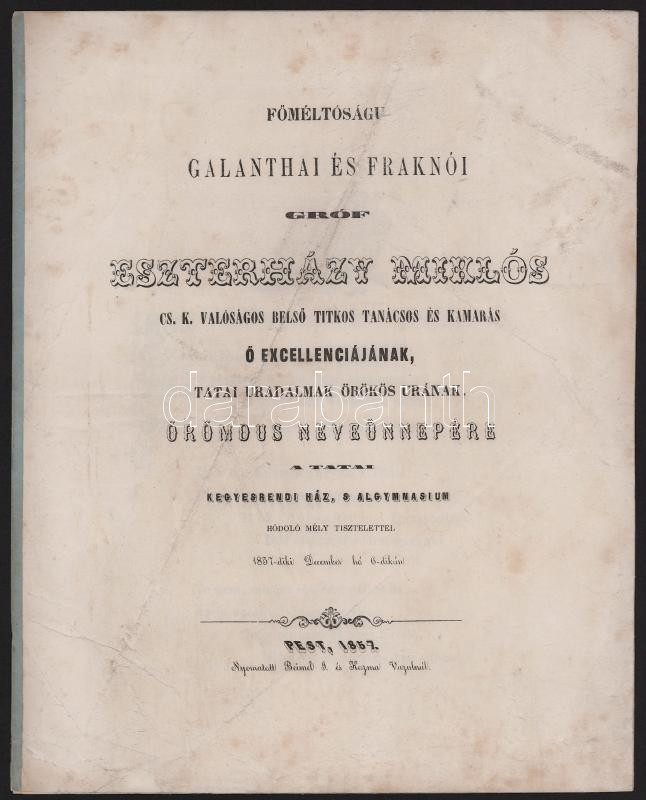 FŐMÉLTÓSÁGU
GALANTHAI ÉS FRAKNÓI
GRÓF
ESZTERHÁZY MIKLÓS
CS. K. VALÓSÁGOS BELSŐ TITKOS TANÁCSOS ÉS KAMARÁS
Ő EXCELLENCIÁJÁNAK,
TATAI URADALMAK ÖRÖKÖS URÁNAK,
darabanth
ÖRÖMDUS NEVEÜNNEPÉRE
A TATAI
KEGYESRENDI HÁZ, S ALGYMNASIUM
HÓDOLÓ MÉLY TISZTELETTEL
1857-diki December hó 6-dikán
PEST, 1857.
Nyomatott Beimel J. és Kozma Vazulnál.